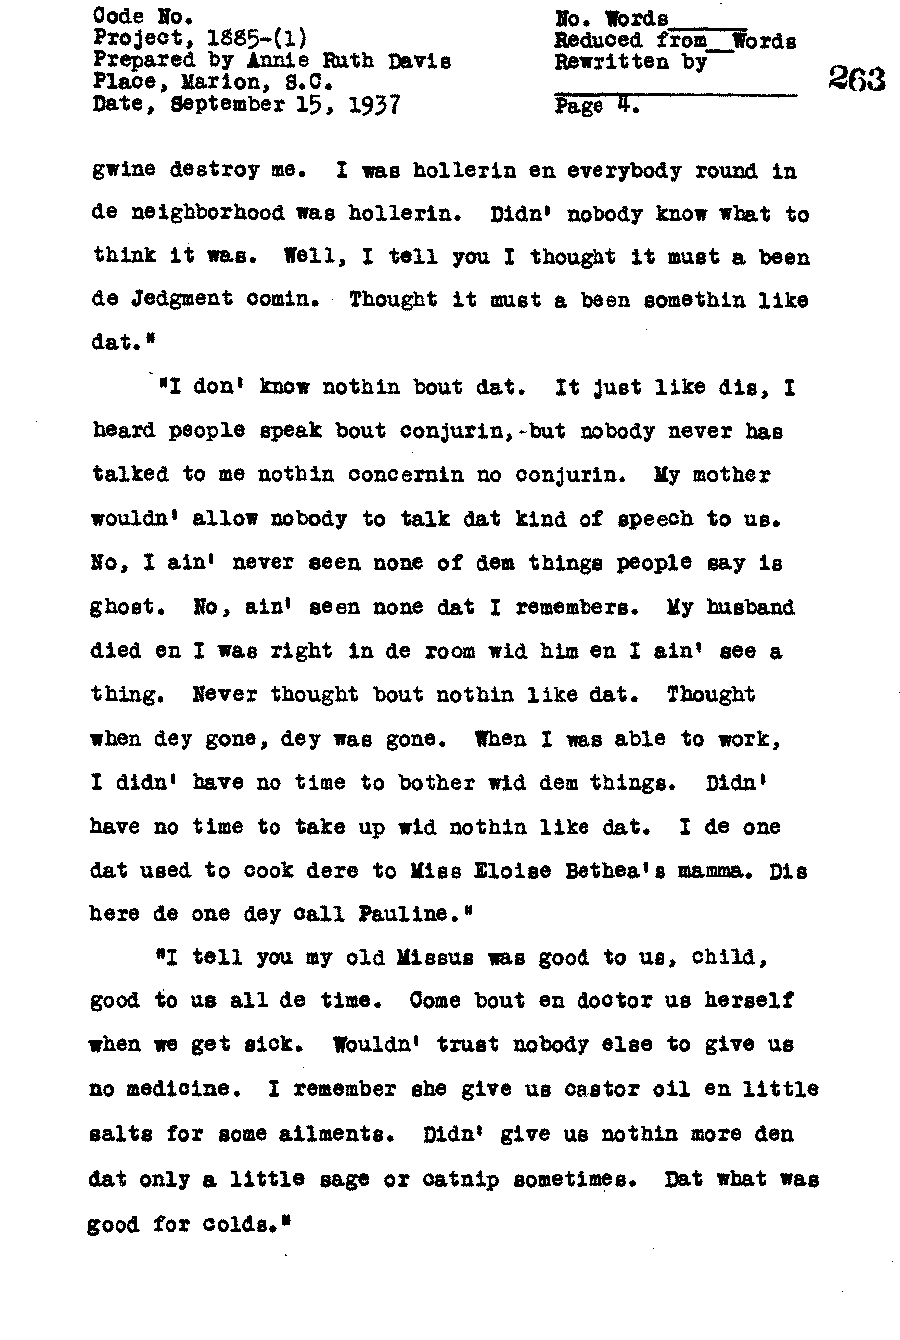 Code No.
No. Words______
Project, 1885-(1)
Reduced from__Words
Prepared by Annie Ruth Davis
Rewritten by
Place, Marion, S.C.
263
Date, September 15, 1937
Page 4.
gwine destroy me. I was hollerin en everybody round in
de neighborhood was hollerin. Didn' nobody know what to
think it was. Well, I tell you I thought it must a been
de Jedgment comin. Thought it must a been somethin like
dat."
"I don' know nothin bout dat. It just like dis, I
heard people speak bout conjurin,-but nobody never has
talked to me nothin concernin no conjurin. My mother
wouldn' allow nobody to talk dat kind of speech to us.
No, I ain' never seen none of dem things people say is
ghost. No, ain' seen none dat I remembers. My husband
died en I was right in de room wid him en I ain' see a
thing. Never thought bout nothin like dat. Thought
when dey gone, dey was gone. When I was able to work,
I didn' have no time to bother wid dem things. Didn'
have no time to take up wid nothin like dat. I de one
dat used to cook dere to Miss Eloise Bethea's mamma. Dis
here de one dey call Pauline."
"I tell you my old Missus was good to us, child,
good to us all de time. Come bout en doctor us herself
when we get sick. Wouldn' trust nobody else to give us
no medicine. I remember she give us castor oil en little
salts for some ailments. Didn' give us nothin more den
dat only a little sage or catnip sometimes. Dat what was
good for colds."